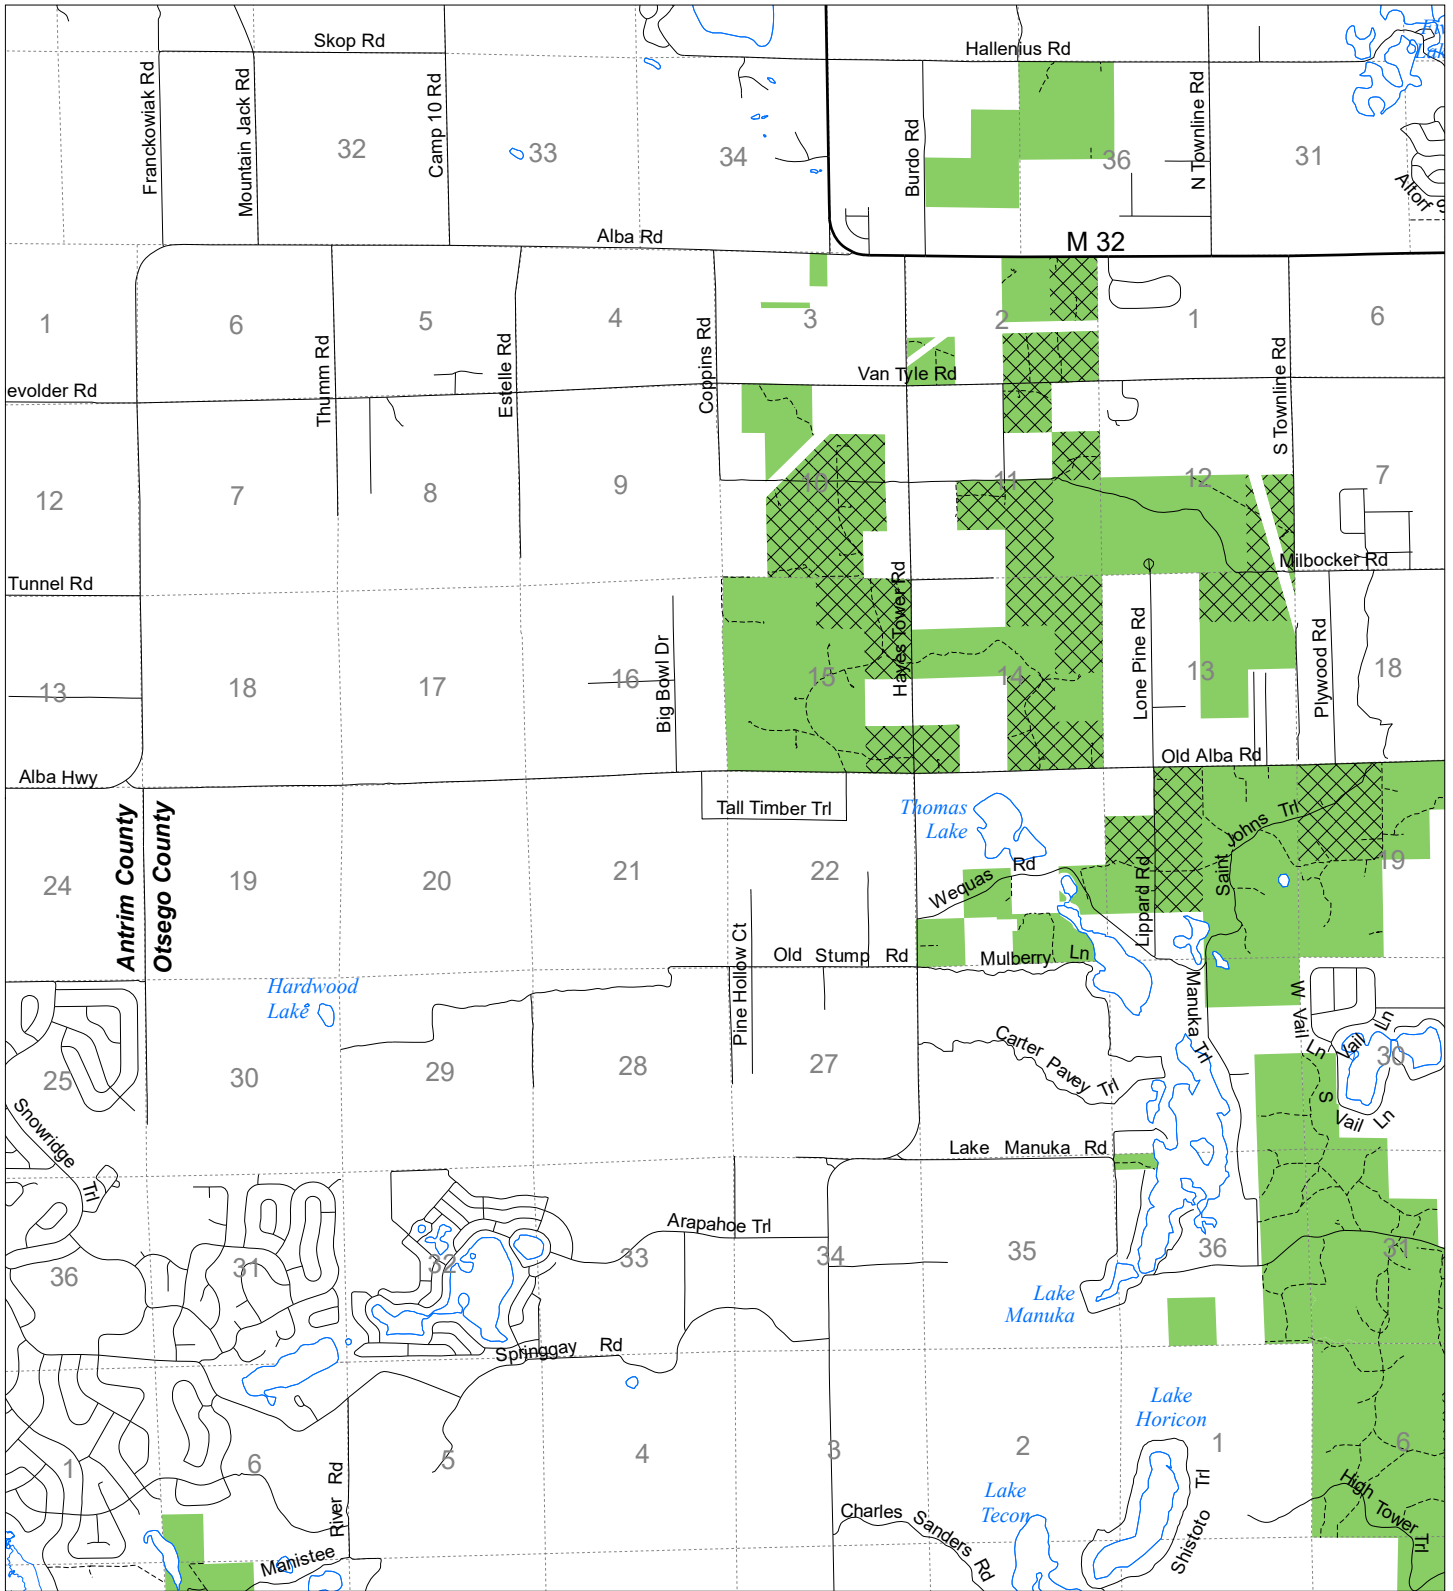 Skop Rd
Hallenius Rd
Franckowiak Rd
Mountain Jack Rd
Camp 10 Rd
Burdo Rd
N Townline Rd
32
33
34
36
31
Altorf
Alba Rd
M 32
1
6
5
4
3
2
1
6
Thumm Rd
Estelle Rd
Coppins Rd
Van Tyle Rd
S Townline Rd
evolder Rd
12
7
8
9
10
11
12
7
Tunnel Rd
Milbocker Rd
Hayes Tower Rd
Lone Pine Rd
Plywood Rd
Big Bowl Dr
13
18
17
16
15
14
13
18
Old Alba Rd
Alba Hwy
Tall Timber Trl
Thomas
Lake
Saint Johns Trl
Antrim County
Otsego County
24
19
20
21
22
19
Wequas Rd
Lippard Rd
Pine Hollow Ct
Old Stump Rd
Mulberry Ln
Hardwood
Lake
Manuka Trl
W Vail Ln
Vail Ln
Carter Pavey Trl
25
30
29
28
27
30
S Vail Ln
Snowridge Trl
Lake Manuka Rd
Arapahoe Trl
36
31
32
33
34
35
36
31
Lake
Manuka
Springgay Rd
Lake
Horicon
1
6
5
4
3
2
1
6
River Rd
Lake
Tecon
Shistoto Trl
High Tower Trl
Charles Sanders Rd
Manistee